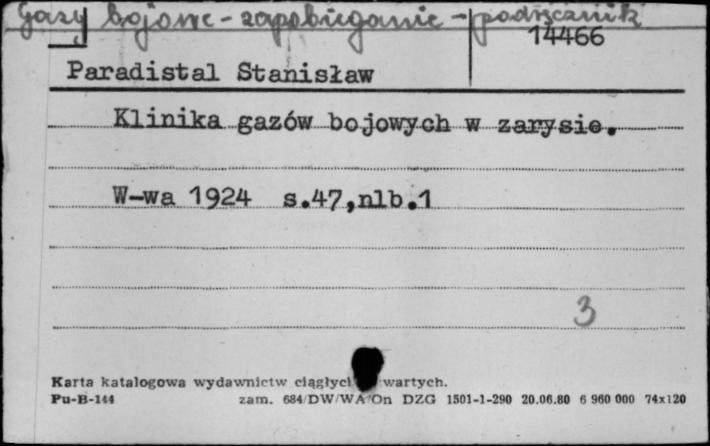 Gazy bojowe - zapobieganie - podręcznik
14466
Paradistal Stanisław
Klinika gazów bojowych w zarysie.
W-wa 1924 s.47,nlb.1
3
Karta katalogowa wydawnictw ciągłych wartych.
Pu-B-144 zam. 684/DW/WA/On DZG 1501-1-290 20.06.80 6 960 000 74x120